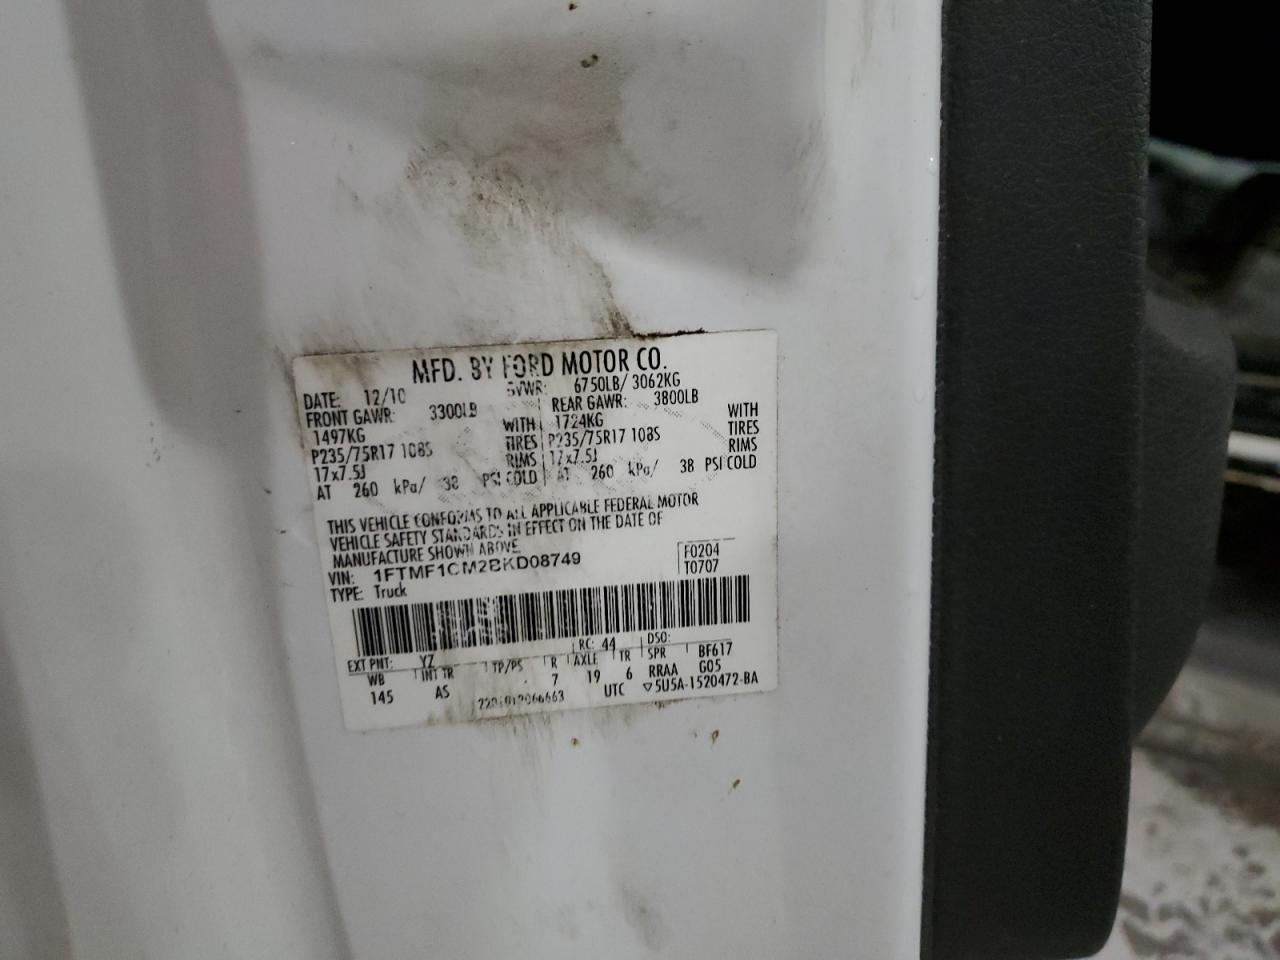 MFD. BY FORD MOTOR CO.
DATE: 12/10 GVWR: 6750LB/ 3062KG
FRONT GAWR: 3300LB REAR GAWR: 3800LB
1497KG WITH 1724KG WITH
P235/75R17 108S TIRES P235/75R17 108S TIRES
17x7.5J RIMS 17x7.5J RIMS
AT 260 kPa/ 38 PSI COLD AT 260 kPa/ 38 PSI COLD
THIS VEHICLE CONFORMS TO ALL APPLICABLE FEDERAL MOTOR
VEHICLE SAFETY STANDARDS IN EFFECT ON THE DATE OF
MANUFACTURE SHOWN ABOVE.
VIN: 1FTMF1CM2BKD08749 F0204
TYPE: Truck T0707
EXT PNT: YZ RC: 44 DSO:
WB INT TR TP/PS R AXLE TR SPR BF617
145 AS 7 19 6 RRAA G05
UTC ▽5U5A-1520472-BA